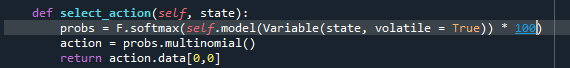 def select_action(self, state):
probs = F.softmax(self.model(Variable(state, volatile = True)) * 100)
action = probs.multinomial()
return action.data[0,0]